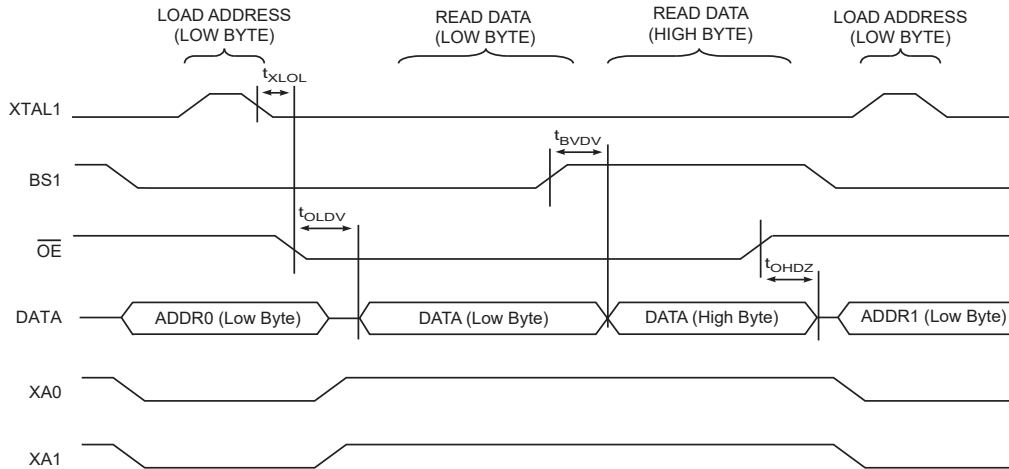 LOAD ADDRESS
(LOW BYTE)
READ DATA
(LOW BYTE)
READ DATA
(HIGH BYTE)
LOAD ADDRESS
(LOW BYTE)
tXLOL
XTAL1
tBVDV
BS1
tOLDV
OE
tOHDZ
DATA
ADDR0 (Low Byte)
DATA (Low Byte)
DATA (High Byte)
ADDR1 (Low Byte)
XA0
XA1